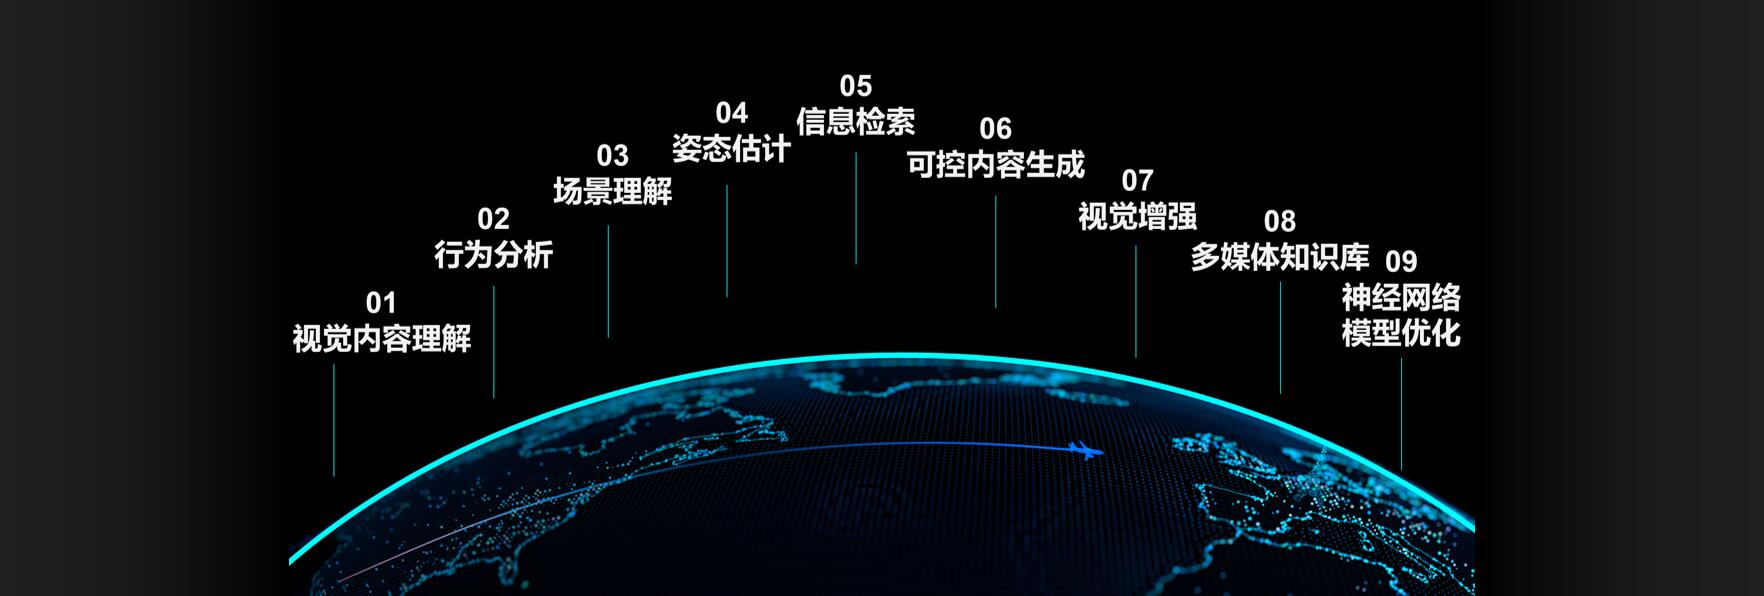 01
视觉内容理解
02
行为分析
03
场景理解
04
姿态估计
05
信息检索
06
可控内容生成
07
视觉增强
08
多媒体知识库
09
神经网络
模型优化